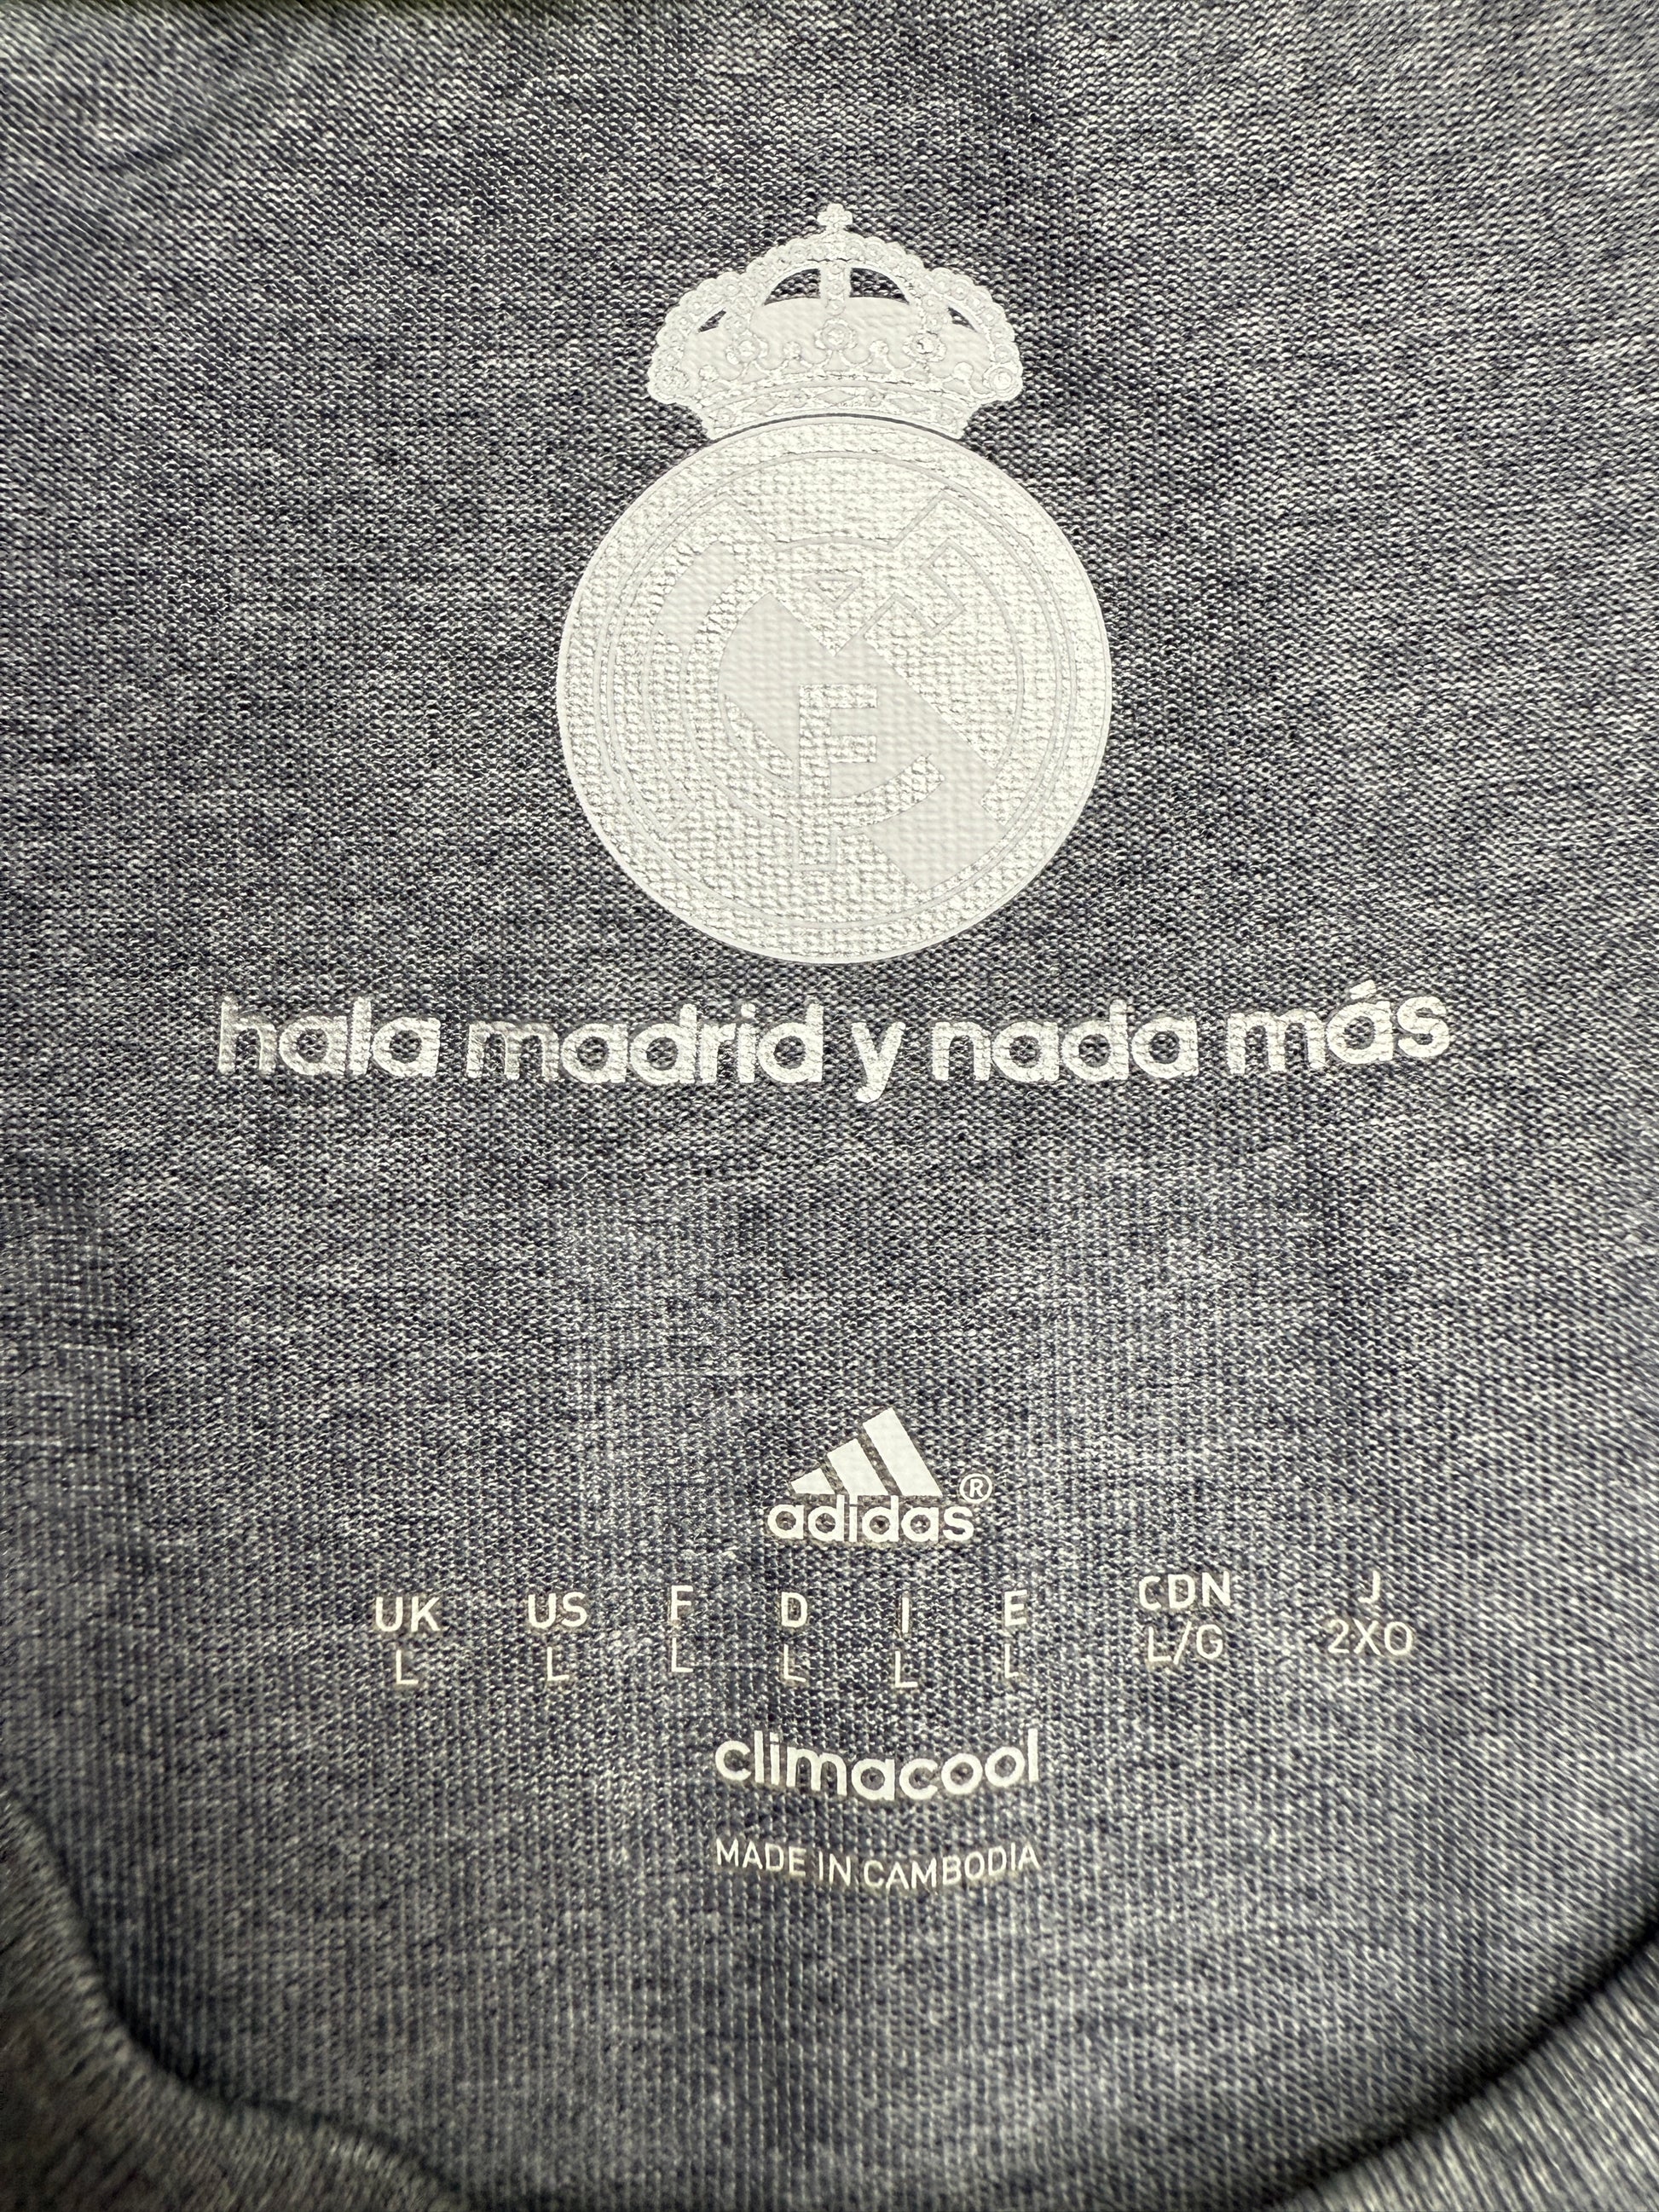 hala madrid y nada más
adidas®
UK US F D I E CDN J
L L L L L L L/G 2XO
climacool
MADE IN CAMBODIA